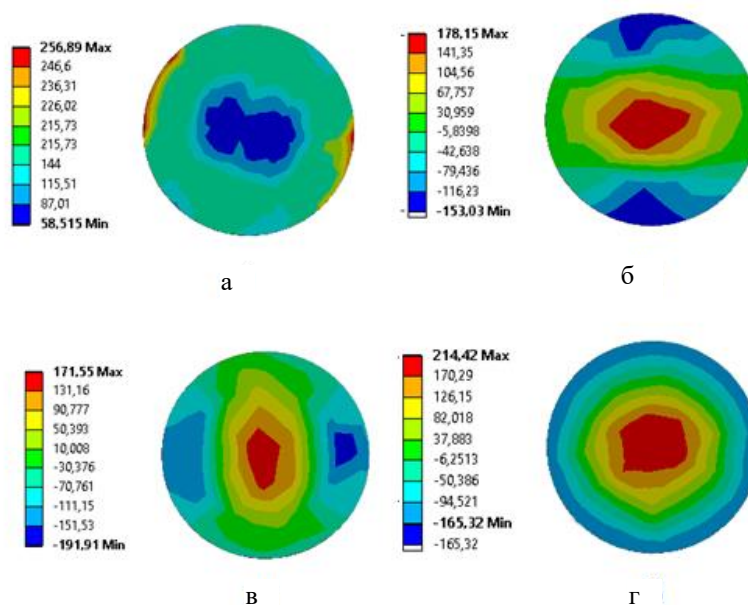 256,89 Max
246,6
236,31
226,02
215,73
215,73
144
115,51
87,01
58,515 Min
а
178,15 Max
141,35
104,56
67,757
30,959
-5,8398
-42,638
-79,436
-116,23
-153,03 Min
б
171,55 Max
131,16
90,777
50,393
10,008
-30,376
-70,761
-111,15
-151,53
-191,91 Min
в
214,42 Max
170,29
126,15
82,018
37,883
-6,2513
-50,386
-94,521
-165,32 Min
-165,32
г